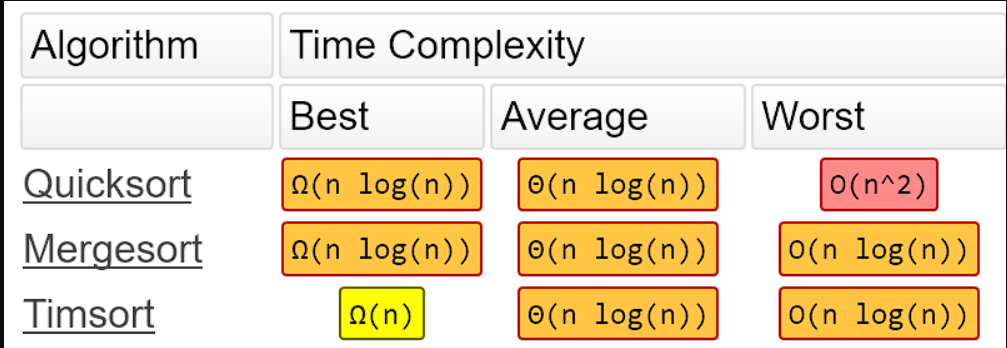 Algorithm Time Complexity
Best Average Worst
Quicksort Ω(n log(n)) Θ(n log(n)) O(n^2)
Mergesort Ω(n log(n)) Θ(n log(n)) O(n log(n))
Timsort Ω(n) Θ(n log(n)) O(n log(n))